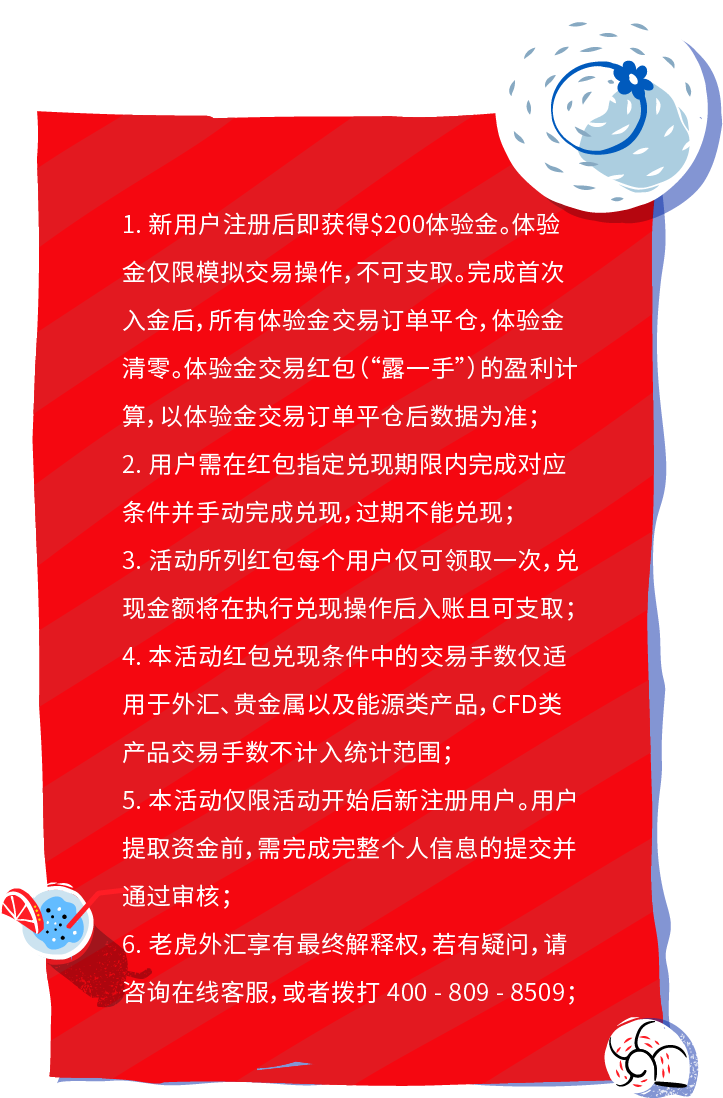 1. 新用户注册后即获得$200体验金。体验
金仅限模拟交易操作，不可支取。完成首次
入金后，所有体验金交易订单平仓，体验金
清零。体验金交易红包（“露一手”）的盈利计
算，以体验金交易订单平仓后数据为准；
2. 用户需在红包指定兑现期限内完成对应
条件并手动完成兑现，过期不能兑现；
3. 活动所列红包每个用户仅可领取一次，兑
现金额将在执行兑现操作后入账且可支取；
4. 本活动红包兑现条件中的交易手数仅适
用于外汇、贵金属以及能源类产品，CFD类
产品交易手数不计入统计范围；
5. 本活动仅限活动开始后新注册用户。用户
提取资金前，需完成完整个人信息的提交并
通过审核；
6. 老虎外汇享有最终解释权，若有疑问，请
咨询在线客服，或者拨打 400 - 809 - 8509；